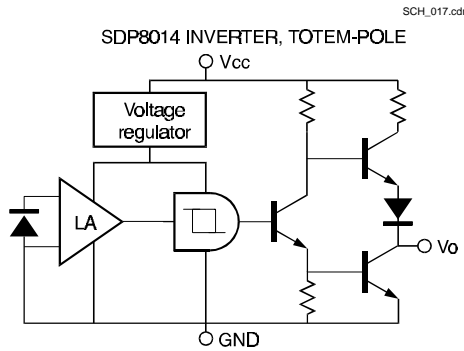 SCH_017.cdr
SDP8014 INVERTER, TOTEM-POLE
Vcc
Voltage
regulator
LA
Vo
GND